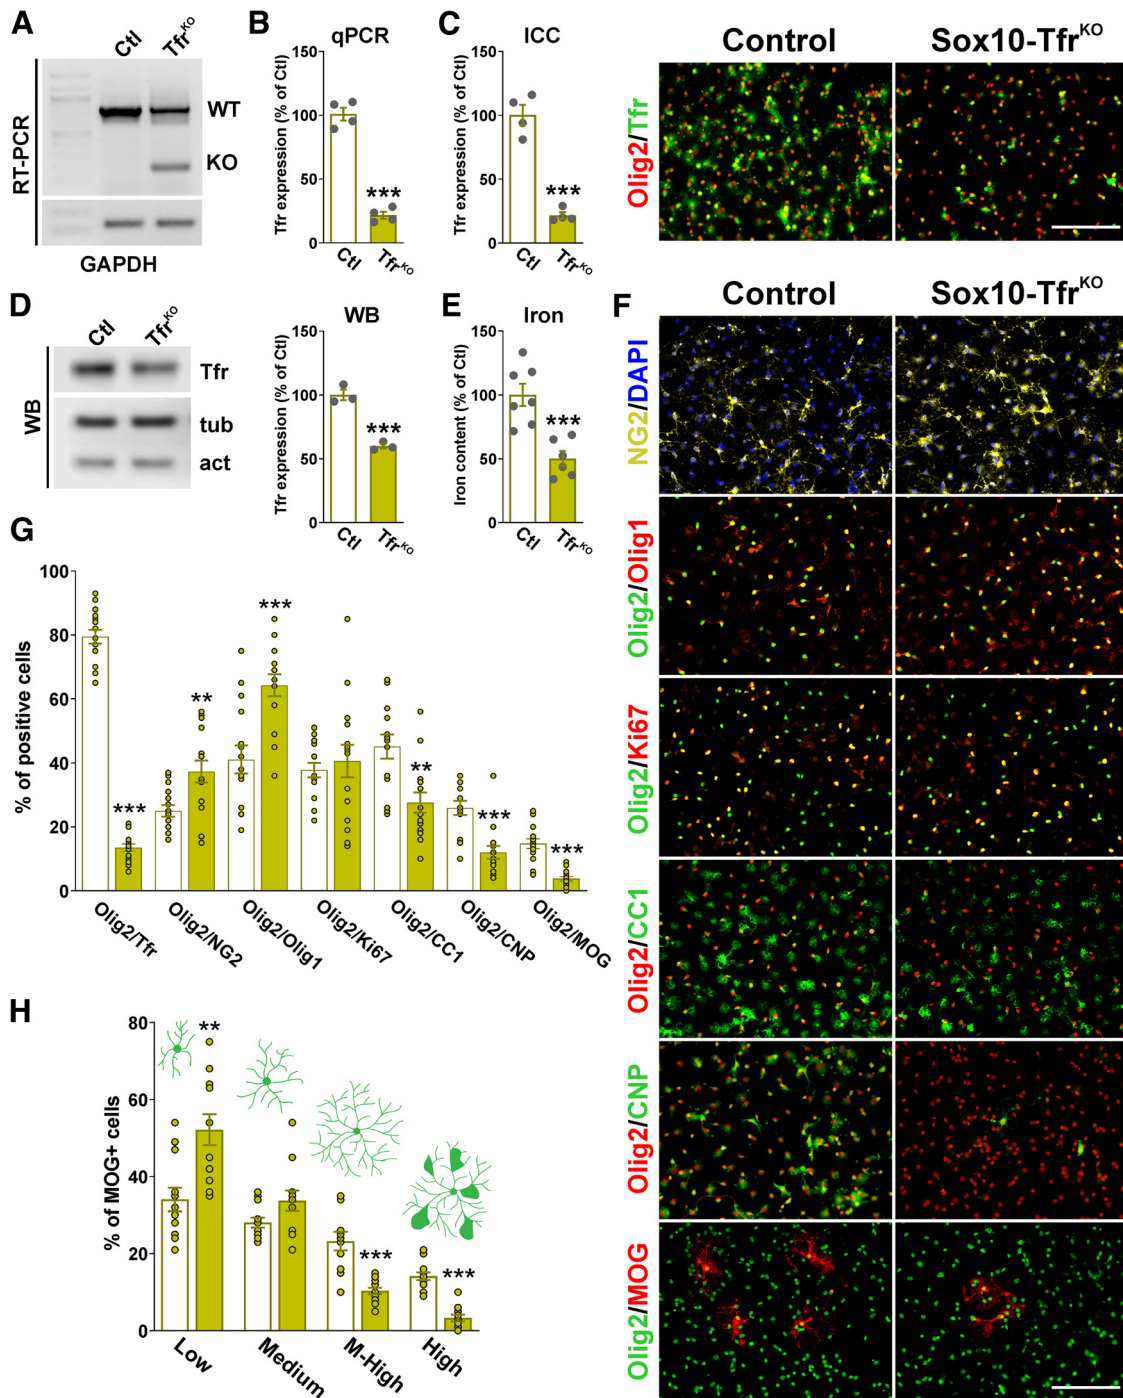 A
Ctl
Tfr^KO
RT-PCR
WT
KO
GAPDH
B
qPCR
Tfr expression (% of Ctl)
150
100
50
0
***
Ctl
Tfr^KO
C
ICC
Tfr expression (% of Ctl)
150
100
50
0
***
Ctl
Tfr^KO
Control
Sox10-Tfr^KO
Olig2/Tfr
D
Ctl
Tfr^KO
WB
Tfr
tub
act
WB
Tfr expression (% of Ctl)
150
100
50
0
***
Ctl
Tfr^KO
E
Iron
Iron content (% of Ctl)
150
100
50
0
***
Ctl
Tfr^KO
F
Control
Sox10-Tfr^KO
NG2/DAPI
Olig2/Olig1
Olig2/Ki67
Olig2/CC1
Olig2/CNP
Olig2/MOG
G
% of positive cells
100
80
60
40
20
0
***
**
***
**
***
***
Olig2/Tfr
Olig2/NG2
Olig2/Olig1
Olig2/Ki67
Olig2/CC1
Olig2/CNP
Olig2/MOG
H
% of MOG+ cells
80
60
40
20
0
**
***
***
Low
Medium
M-High
High